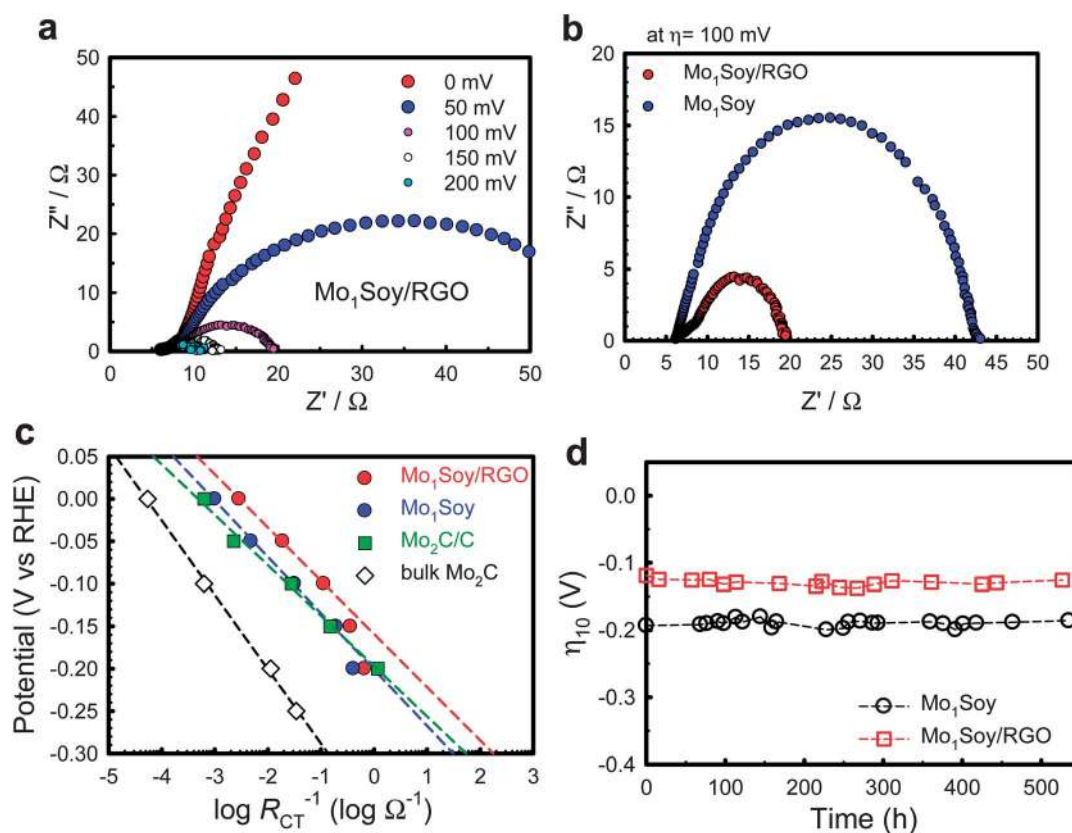 a
50
40
30
20
10
0
Z'' / Ω
0 10 20 30 40 50
Z' / Ω
0 mV
50 mV
100 mV
150 mV
200 mV
Mo₁Soy/RGO
b
at η= 100 mV
Mo₁Soy/RGO
Mo₁Soy
20
15
10
5
0
Z'' / Ω
0 5 10 15 20 25 30 35 40 45 50
Z' / Ω
c
0.05
0.00
-0.05
-0.10
-0.15
-0.20
-0.25
-0.30
Potential (V vs RHE)
Mo₁Soy/RGO
Mo₁Soy
Mo₂C/C
bulk Mo₂C
-5 -4 -3 -2 -1 0 1 2 3
log R_CT⁻¹ (log Ω⁻¹)
d
0.0
-0.1
-0.2
-0.3
-0.4
η₁₀ (V)
Mo₁Soy
Mo₁Soy/RGO
0 100 200 300 400 500
Time (h)